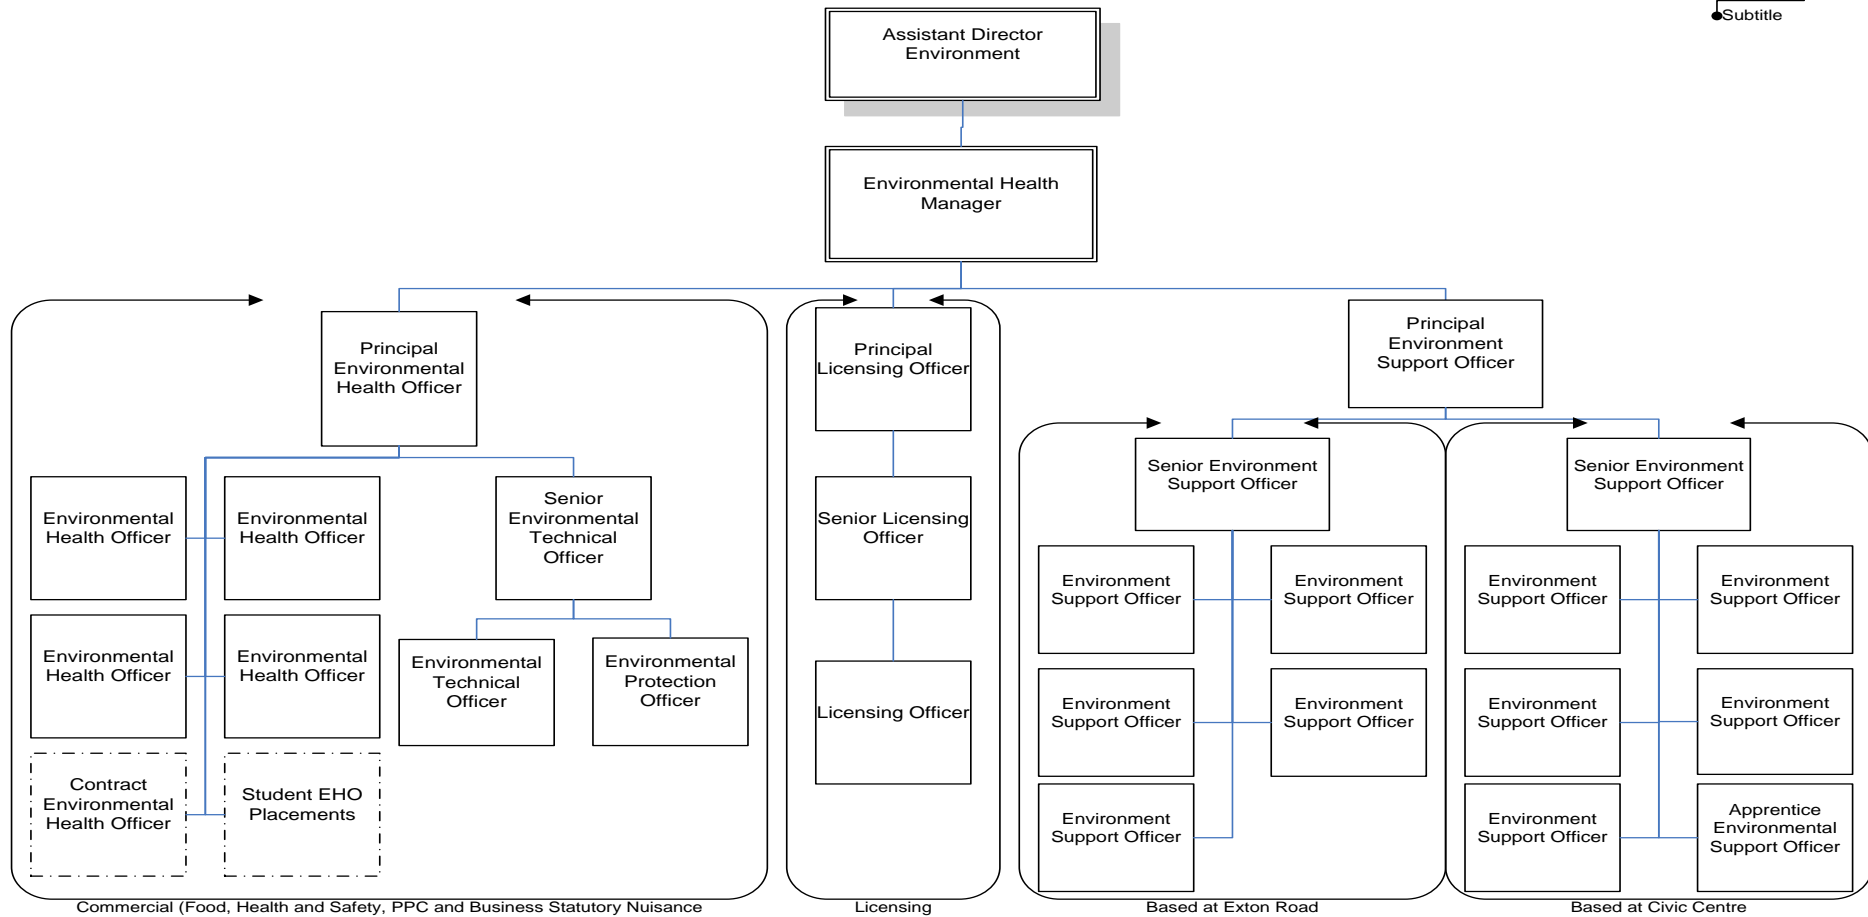 Subtitle
Assistant Director
Environment
Environmental Health
Manager
Principal
Environmental
Health Officer
Principal
Licensing Officer
Principal
Environment
Support Officer
Environmental
Health Officer
Environmental
Health Officer
Senior
Environmental
Technical
Officer
Senior Licensing
Officer
Senior Environment
Support Officer
Senior Environment
Support Officer
Environment
Support Officer
Environment
Support Officer
Environment
Support Officer
Environment
Support Officer
Environmental
Health Officer
Environmental
Health Officer
Environmental
Technical
Officer
Environmental
Protection
Officer
Licensing Officer
Environment
Support Officer
Environment
Support Officer
Environment
Support Officer
Environment
Support Officer
Contract
Environmental
Health Officer
Student EHO
Placements
Environment
Support Officer
Environment
Support Officer
Apprentice
Environmental
Support Officer
Commercial (Food, Health and Safety, PPC and Business Statutory Nuisance
Licensing
Based at Exton Road
Based at Civic Centre